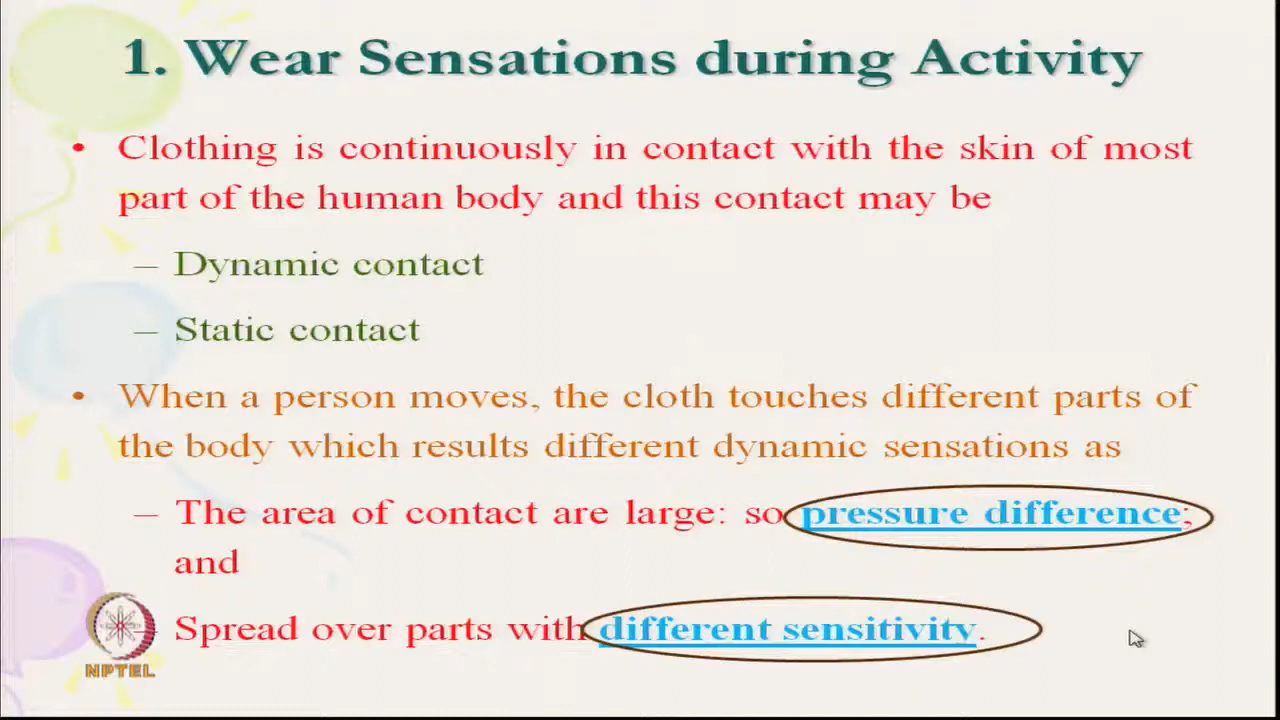 1. Wear Sensations during Activity
• Clothing is continuously in contact with the skin of most
part of the human body and this contact may be
– Dynamic contact
– Static contact
• When a person moves, the cloth touches different parts of
the body which results different dynamic sensations as
– The area of contact are large: so pressure difference;
and
– Spread over parts with different sensitivity.
NPTEL